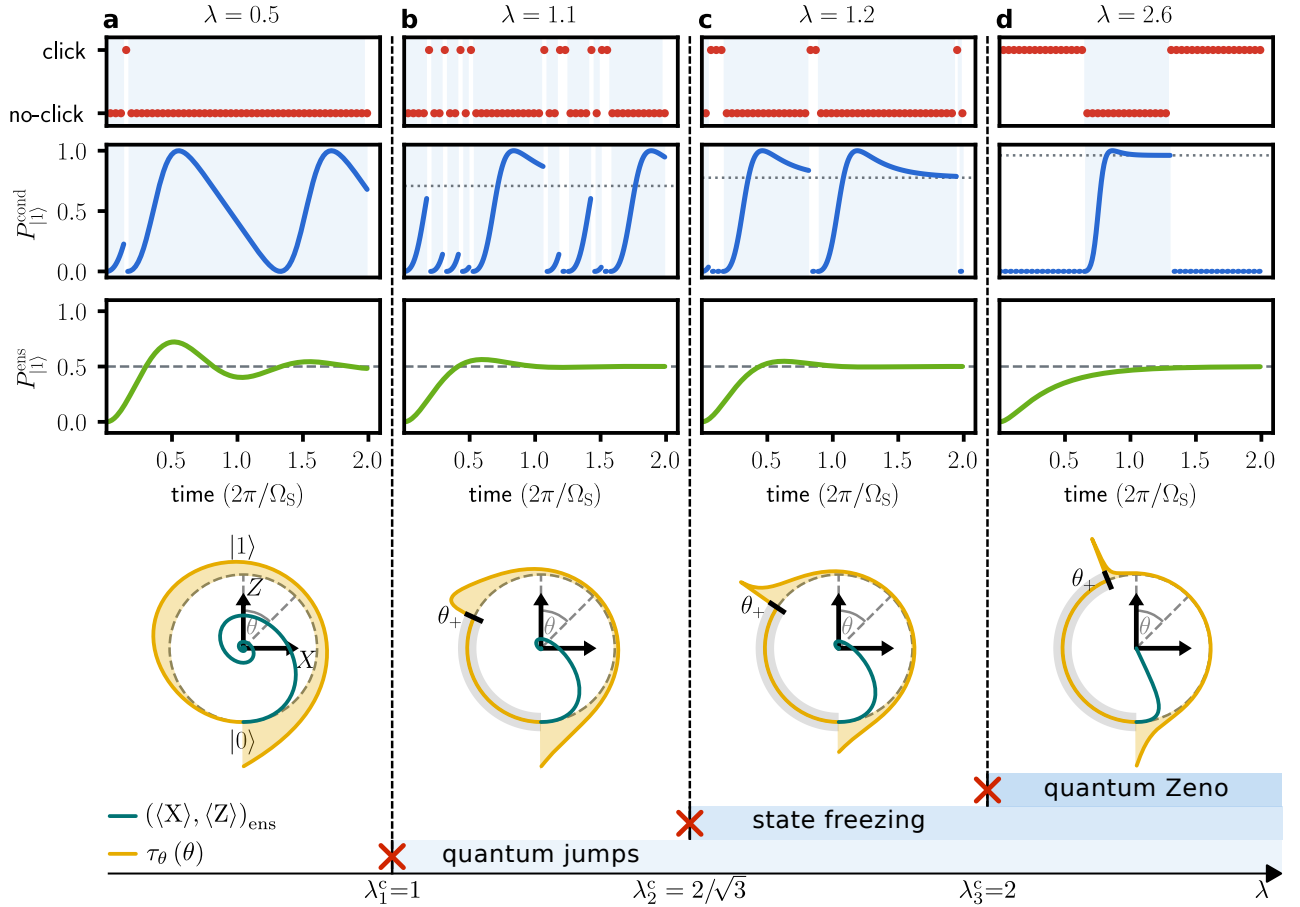 a λ = 0.5 b λ = 1.1 c λ = 1.2 d λ = 2.6
click
no-click
1.0
0.5
0.0
P^cond_|1⟩
1.0
0.5
0.0
P^ens_|1⟩
0.5 1.0 1.5 2.0 0.5 1.0 1.5 2.0 0.5 1.0 1.5 2.0 0.5 1.0 1.5 2.0
time (2π/Ω_S) time (2π/Ω_S) time (2π/Ω_S) time (2π/Ω_S)
|1⟩
Z
θ
X
|0⟩
θ+
θ
θ+
θ
θ+
θ
quantum Zeno
(⟨X⟩, ⟨Z⟩)_ens
state freezing
τ_θ (θ)
quantum jumps
λ^c_1=1 λ^c_2 = 2/√3 λ^c_3=2 λ